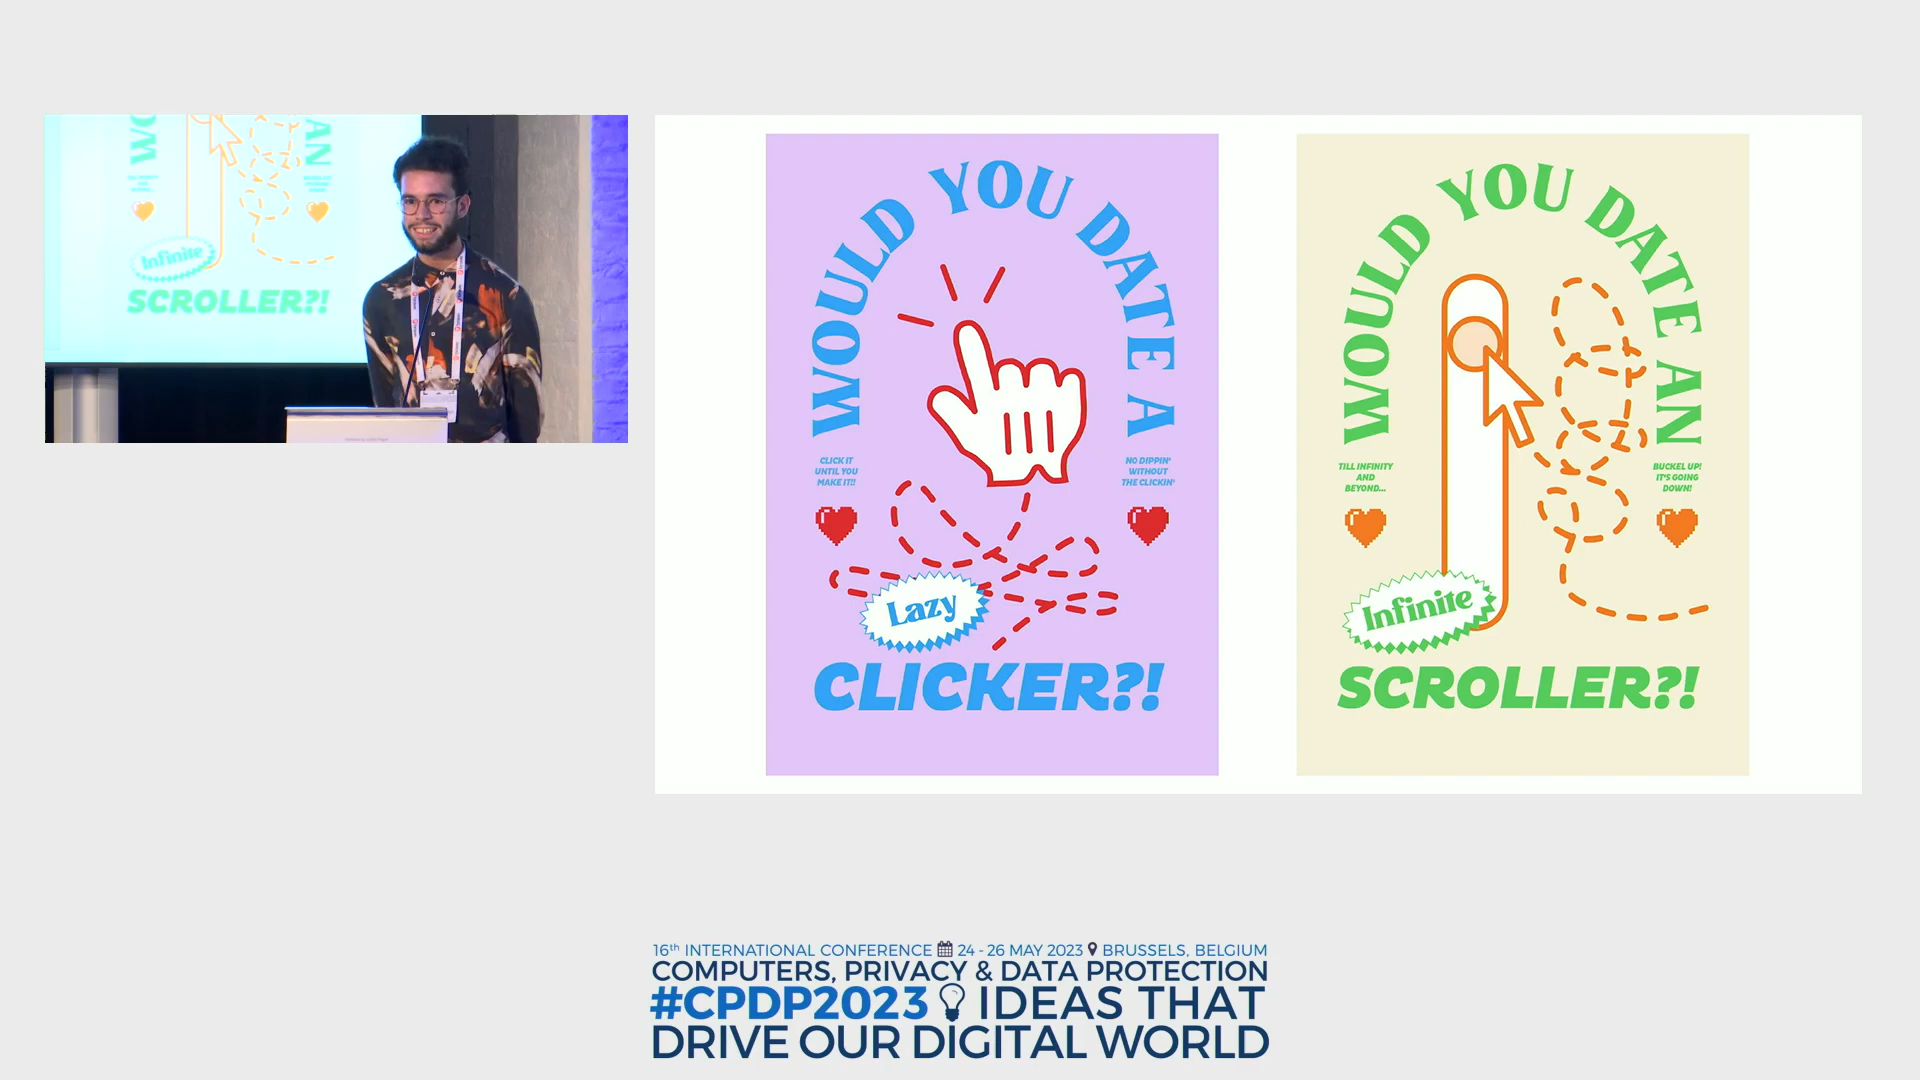 WO
AN
Infinite
SCROLLER?!
WOULD YOU DATE A
CLICK IT
UNTIL YOU
MAKE IT!!
NO DIPPIN'
WITHOUT
THE CLICKIN'
Lazy
CLICKER?!
WOULD YOU DATE AN
TILL INFINITY
AND
BEYOND...
BUCKEL UP!
IT'S GOING
DOWN!
Infinite
SCROLLER?!
16th INTERNATIONAL CONFERENCE 24 - 26 MAY 2023 BRUSSELS, BELGIUM
COMPUTERS, PRIVACY & DATA PROTECTION
#CPDP2023 IDEAS THAT
DRIVE OUR DIGITAL WORLD